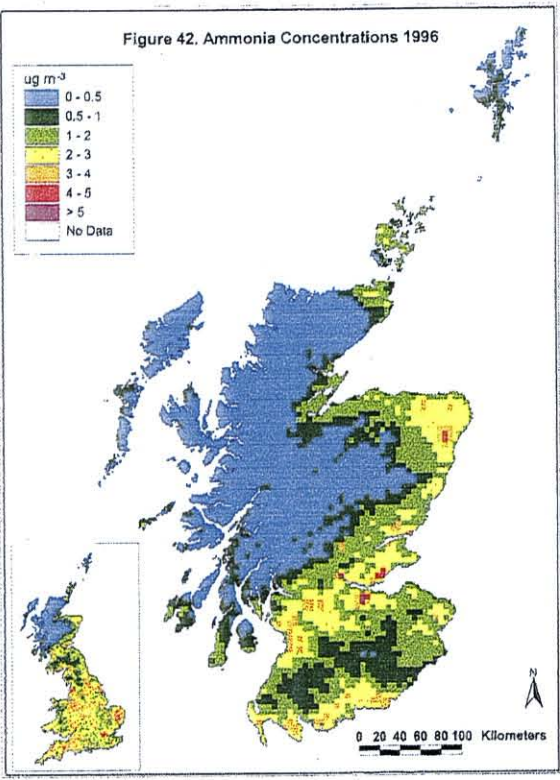 Figure 42. Ammonia Concentrations 1996
ug m-3
0 - 0.5
0.5 - 1
1 - 2
2 - 3
3 - 4
4 - 5
> 5
No Data
N
0 20 40 60 80 100 Kilometers